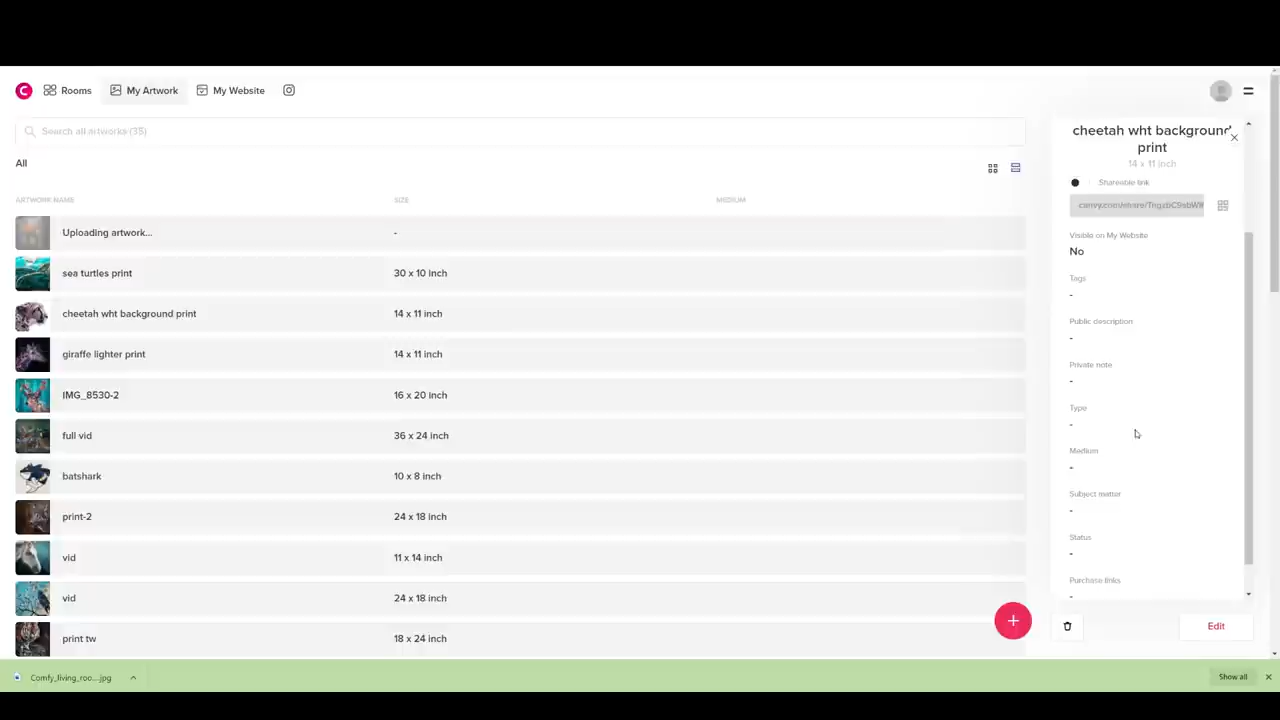 C Rooms My Artwork My Website
Search all artworks (35)
All
ARTWORK NAME SIZE MEDIUM
Uploading artwork... -
sea turtles print 30 x 10 inch
cheetah wht background print 14 x 11 inch
giraffe lighter print 14 x 11 inch
IMG_8530-2 16 x 20 inch
full vid 36 x 24 inch
batshark 10 x 8 inch
print-2 24 x 18 inch
vid 11 x 14 inch
vid 24 x 18 inch
print tw 18 x 24 inch
cheetah wht background
print
14 x 11 inch
Shareable link
Visible on My Website
No
Tags
-
Public description
-
Private note
-
Type
-
Medium
-
Subject matter
-
Status
-
Purchase links
-
Edit
Comfy_living_roo....jpg
Show all